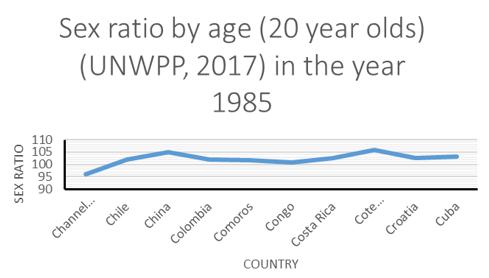 Sex ratio by age (20 year olds)
(UNWPP, 2017) in the year
1985
110
105
100
95
90
SEX RATIO
Channel...
Chile
China
Colombia
Comoros
Congo
Costa Rica
Cote...
Croatia
Cuba
COUNTRY